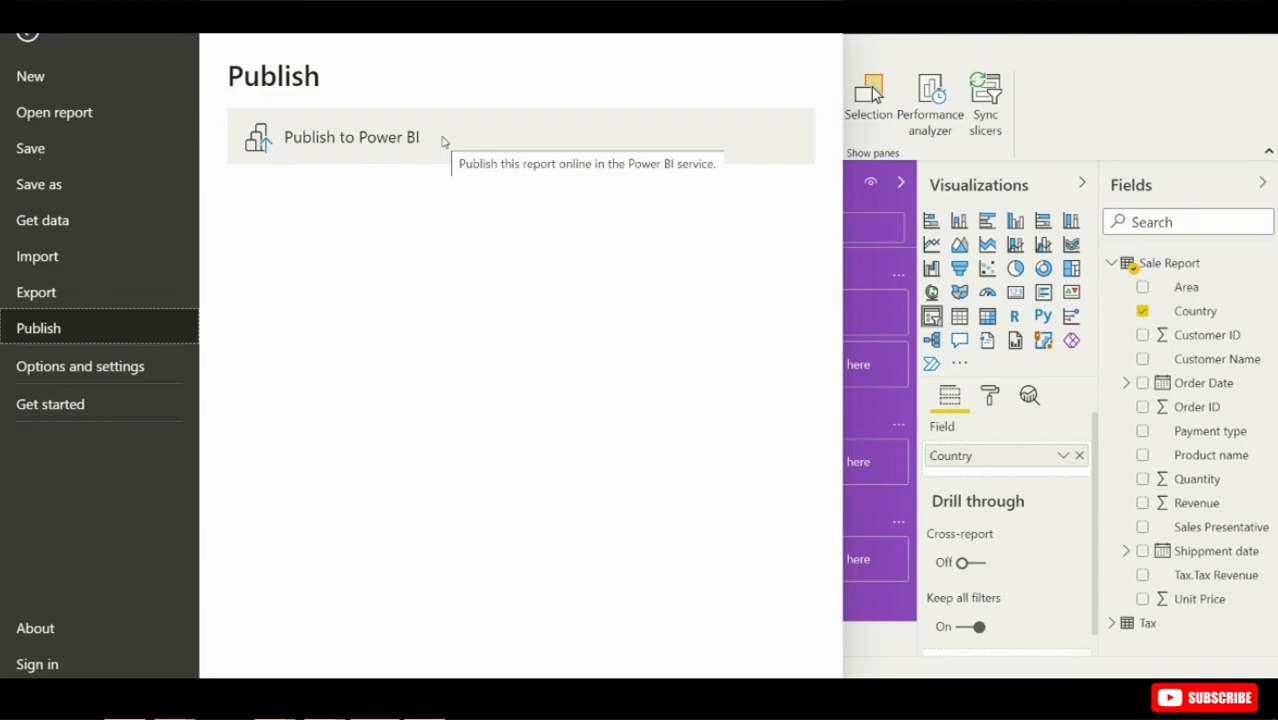 New
Open report
Save
Save as
Get data
Import
Export
Publish
Options and settings
Get started
About
Sign in
Publish
Publish to Power BI
Publish this report online in the Power BI service.
Selection
Performance
analyzer
Sync
slicers
Show panes
here
here
here
Visualizations
R
Py
Field
Country
Drill through
Cross-report
Off
Keep all filters
On
Fields
Search
Sale Report
Area
Country
Customer ID
Customer Name
Order Date
Order ID
Payment type
Product name
Quantity
Revenue
Sales Presentative
Shippment date
Tax.Tax Revenue
Unit Price
Tax
SUBSCRIBE